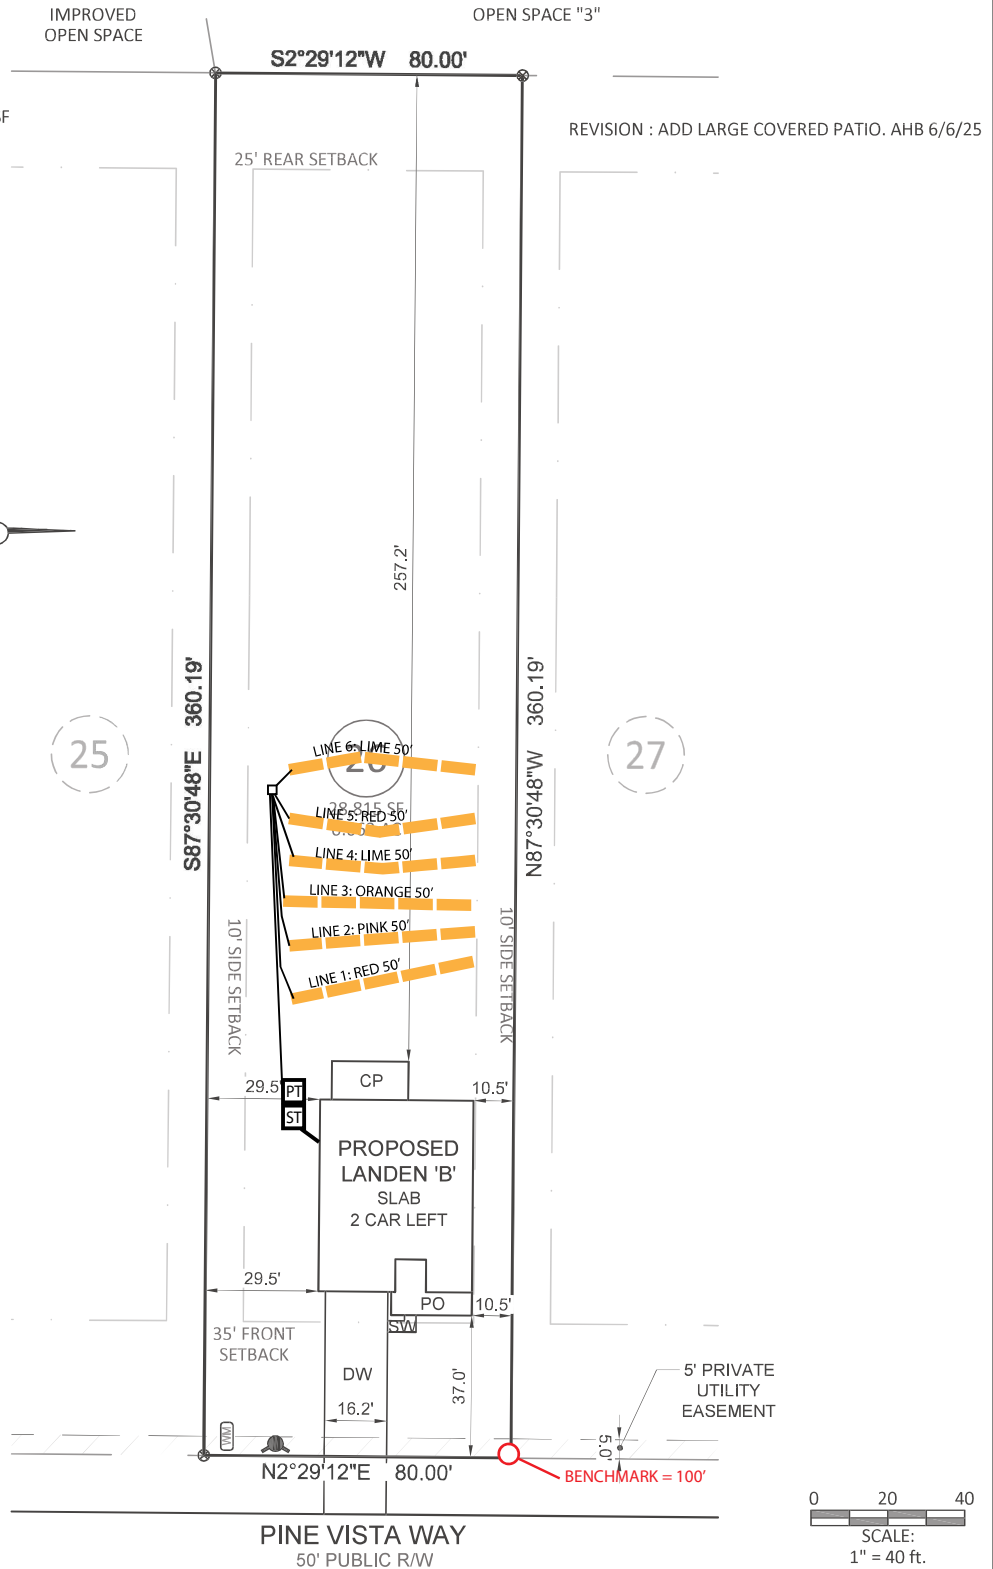 IMPROVED
OPEN SPACE
OPEN SPACE "3"
S2°29'12"W 80.00'
REVISION : ADD LARGE COVERED PATIO. AHB 6/6/25
25' REAR SETBACK
257.2'
S87°30'48"E 360.19'
N87°30'48"W 360.19'
25
26
27
LINE 6: LIME 50'
28,815 SF
LINE 5: RED 50'
LINE 4: LIME 50'
LINE 3: ORANGE 50'
LINE 2: PINK 50'
LINE 1: RED 50'
10' SIDE SETBACK
10' SIDE SETBACK
CP
29.5'
PT
10.5'
ST
PROPOSED
LANDEN 'B'
SLAB
2 CAR LEFT
29.5'
PO
10.5'
SW
35' FRONT
SETBACK
DW
37.0'
16.2'
5' PRIVATE
UTILITY
EASEMENT
WM
5.0'
N2°29'12"E 80.00'
BENCHMARK = 100'
PINE VISTA WAY
50' PUBLIC R/W
0 20 40
SCALE:
1" = 40 ft.